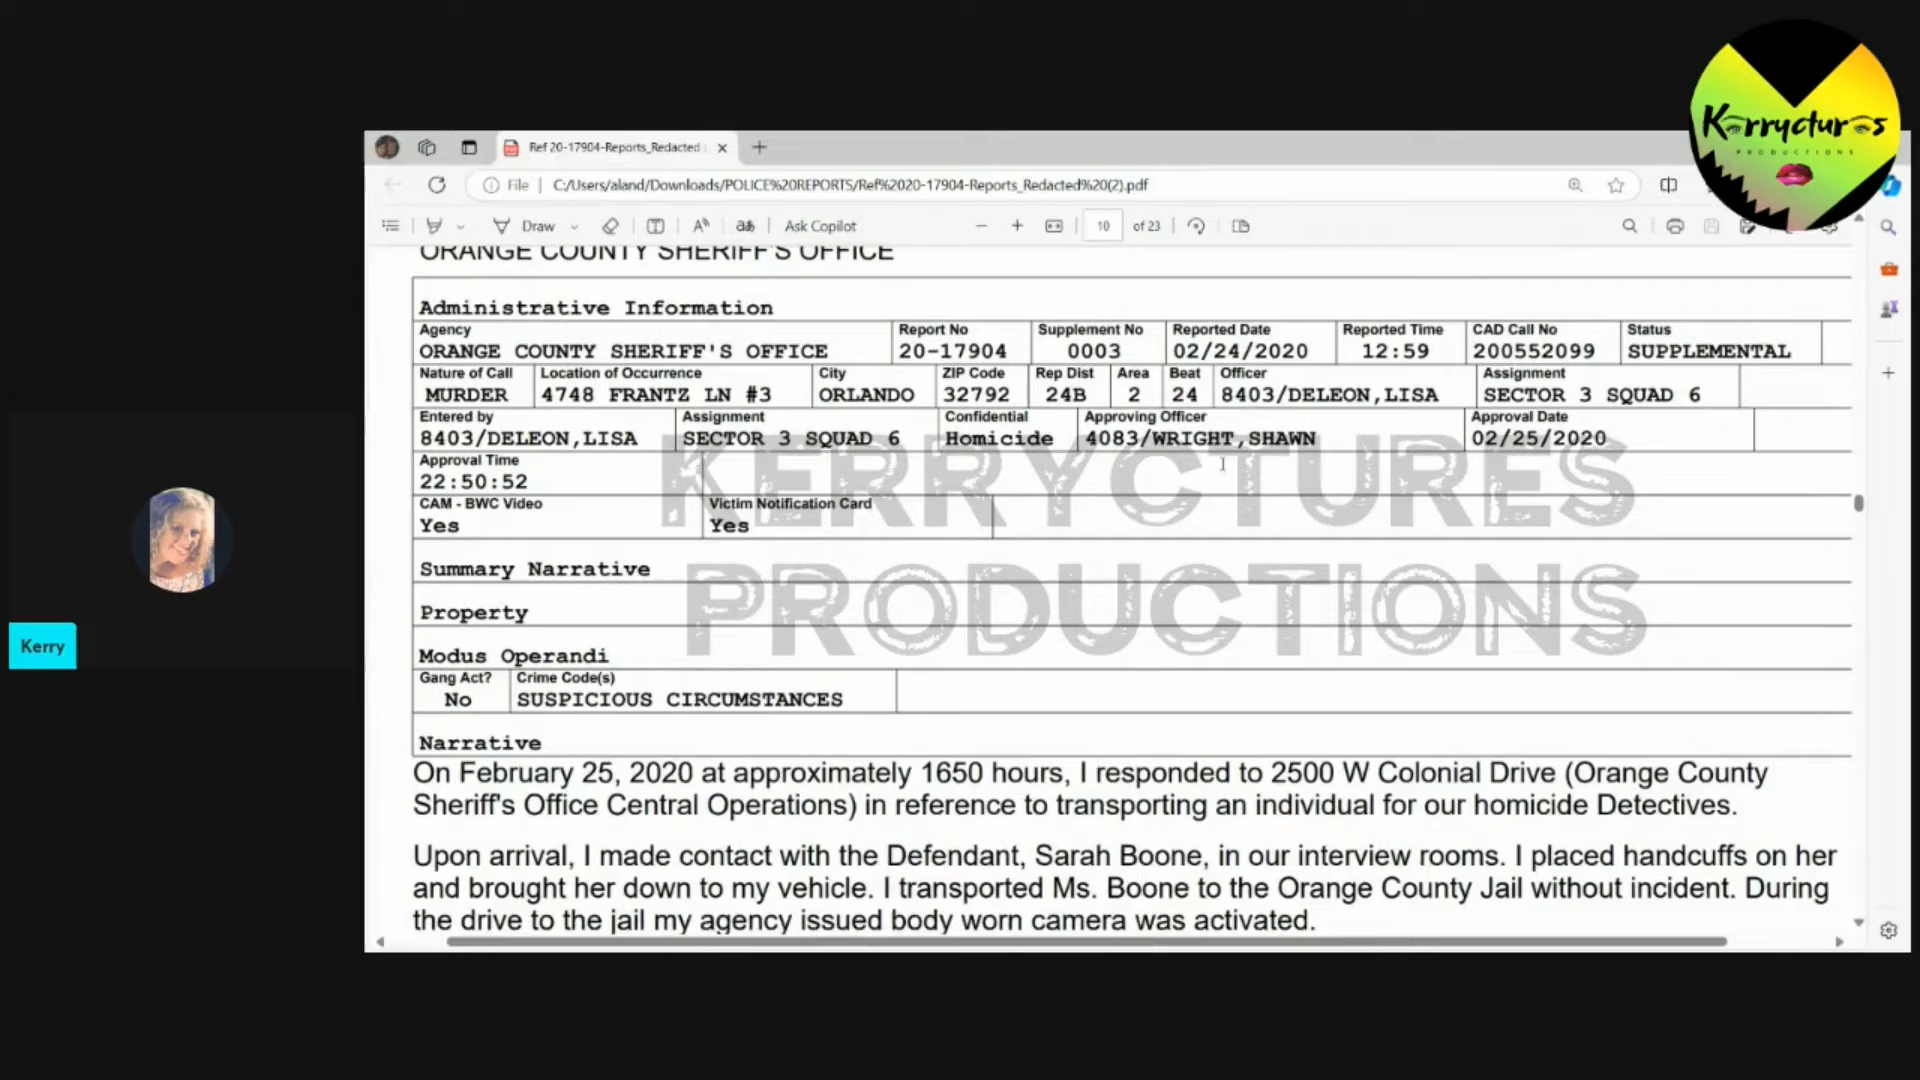 Kerryctures
PRODUCTIONS
Ref 20-17904-Reports_Redacted
File C:/Users/aland/Downloads/POLICE%20REPORTS/Ref%2020-17904-Reports_Redacted%20(2).pdf
Draw Ask Copilot 10 of 23
ORANGE COUNTY SHERIFF'S OFFICE
Administrative Information
Agency Report No Supplement No Reported Date Reported Time CAD Call No Status
ORANGE COUNTY SHERIFF'S OFFICE 20-17904 0003 02/24/2020 12:59 200552099 SUPPLEMENTAL
Nature of Call Location of Occurrence City ZIP Code Rep Dist Area Beat Officer Assignment
MURDER 4748 FRANTZ LN #3 ORLANDO 32792 24B 2 24 8403/DELEON,LISA SECTOR 3 SQUAD 6
Entered by Assignment Confidential Approving Officer Approval Date
8403/DELEON,LISA SECTOR 3 SQUAD 6 Homicide 4083/WRIGHT,SHAWN 02/25/2020
Approval Time
22:50:52
CAM - BWC Video Victim Notification Card
Yes Yes
KERRYCTURES
PRODUCTIONS
Summary Narrative
Property
Modus Operandi
Gang Act? Crime Code(s)
No SUSPICIOUS CIRCUMSTANCES
Narrative
On February 25, 2020 at approximately 1650 hours, I responded to 2500 W Colonial Drive (Orange County
Sheriff's Office Central Operations) in reference to transporting an individual for our homicide Detectives.
Upon arrival, I made contact with the Defendant, Sarah Boone, in our interview rooms. I placed handcuffs on her
and brought her down to my vehicle. I transported Ms. Boone to the Orange County Jail without incident. During
the drive to the jail my agency issued body worn camera was activated.
Kerry